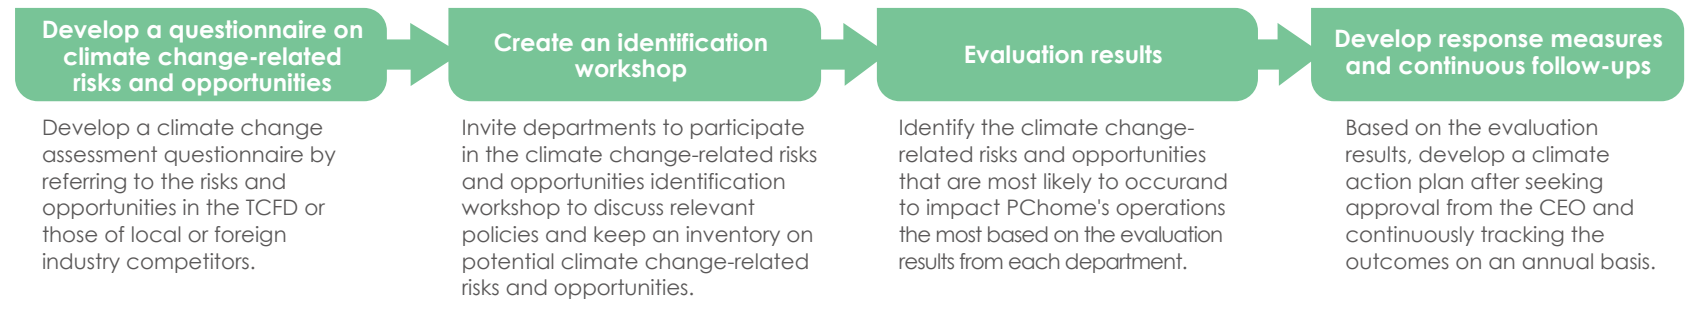 Develop a questionnaire on
climate change-related
risks and opportunities
Develop a climate change
assessment questionnaire by
referring to the risks and
opportunities in the TCFD or
those of local or foreign
industry competitors.
Create an identification
workshop
Invite departments to participate
in the climate change-related risks
and opportunities identification
workshop to discuss relevant
policies and keep an inventory on
potential climate change-related
risks and opportunities.
Evaluation results
Identify the climate change-
related risks and opportunities
that are most likely to occurand
to impact PChome's operations
the most based on the evaluation
results from each department.
Develop response measures
and continuous follow-ups
Based on the evaluation
results, develop a climate
action plan after seeking
approval from the CEO and
continuously tracking the
outcomes on an annual basis.